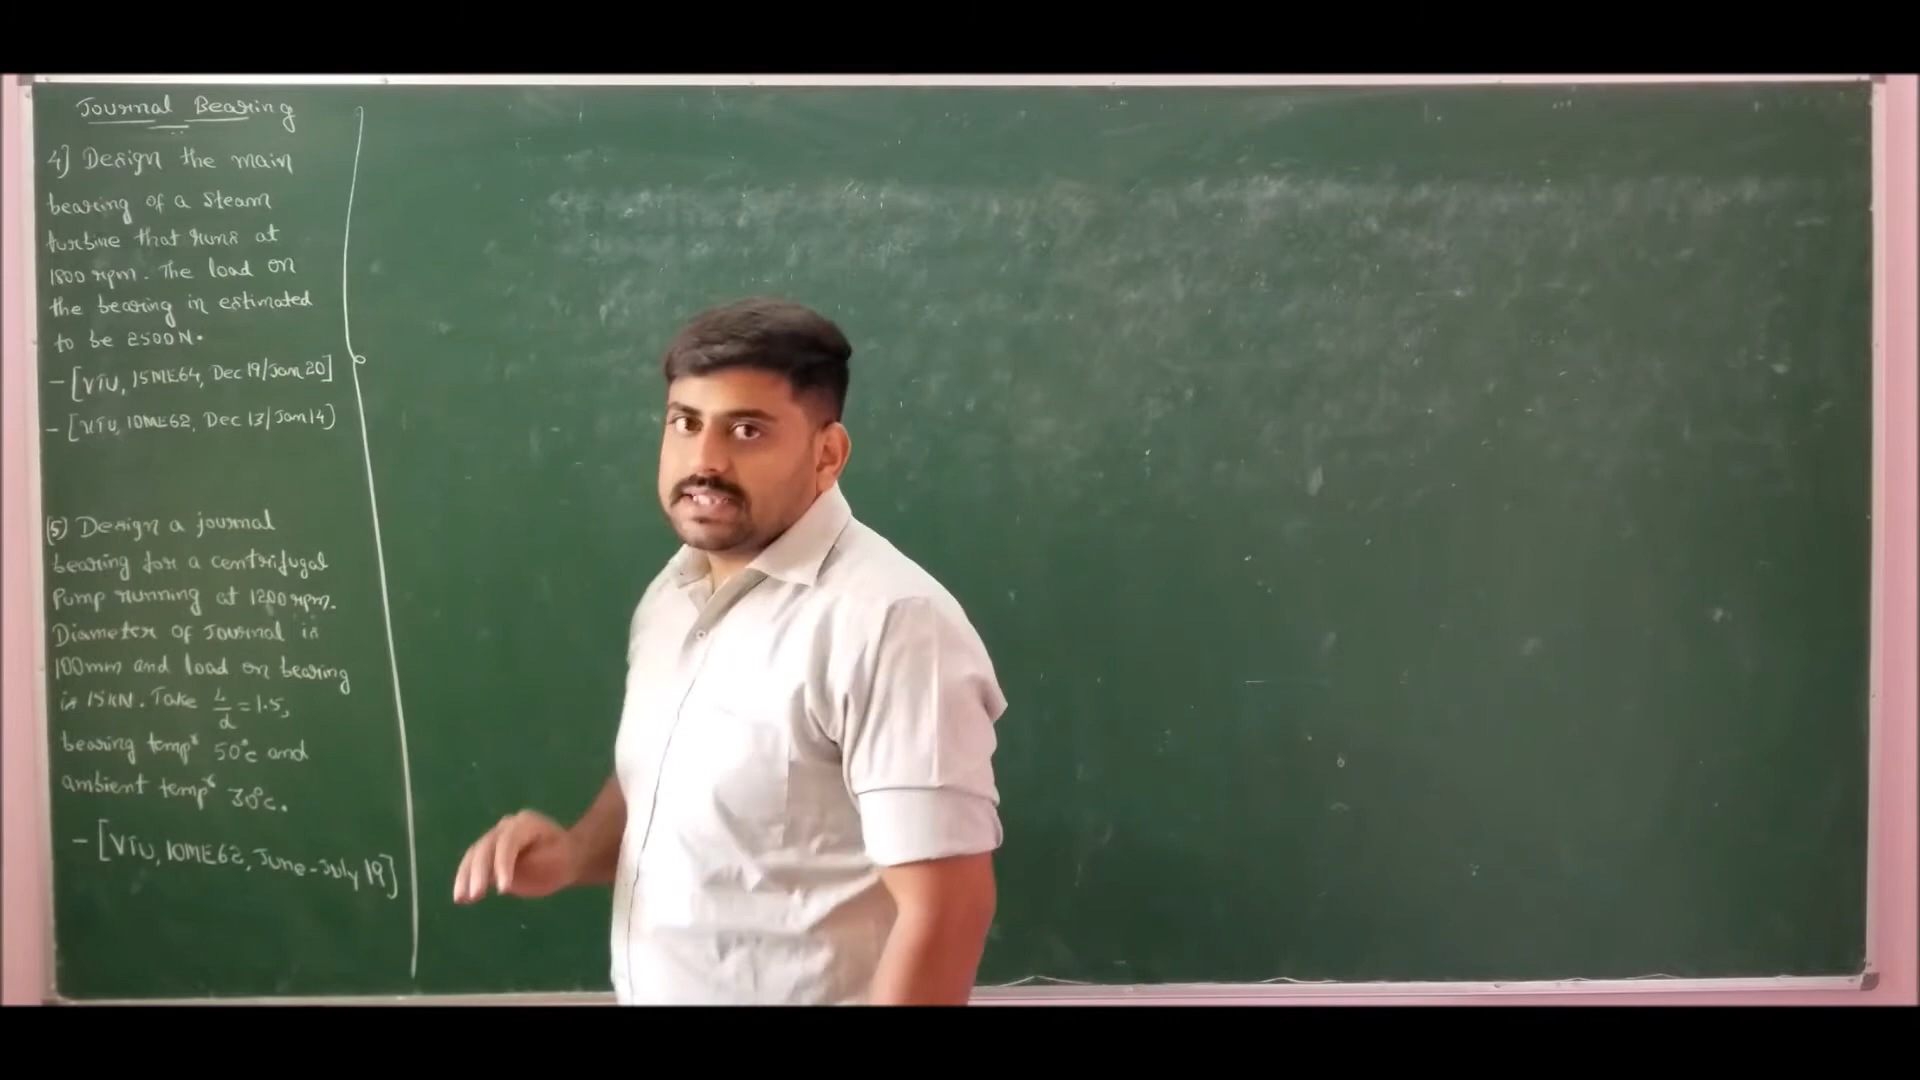 Journal Bearing
4] Design the main
bearing of a Steam
turbine that runs at
1800 rpm. The load on
the bearing is estimated
to be 2500N.
- [VTU, 15ME64, Dec 19/Jan 20]
- [VTU, 10ME62, Dec 13/Jan 14]
(5) Design a journal
bearing for a centrifugal
Pump running at 1200 rpm.
Diameter of Journal is
100mm and load on bearing
is 15kN. Take L/d = 1.5,
bearing tempr 50°c and
ambient tempr 30°c.
- [VTU, 10ME62, June-July 19]